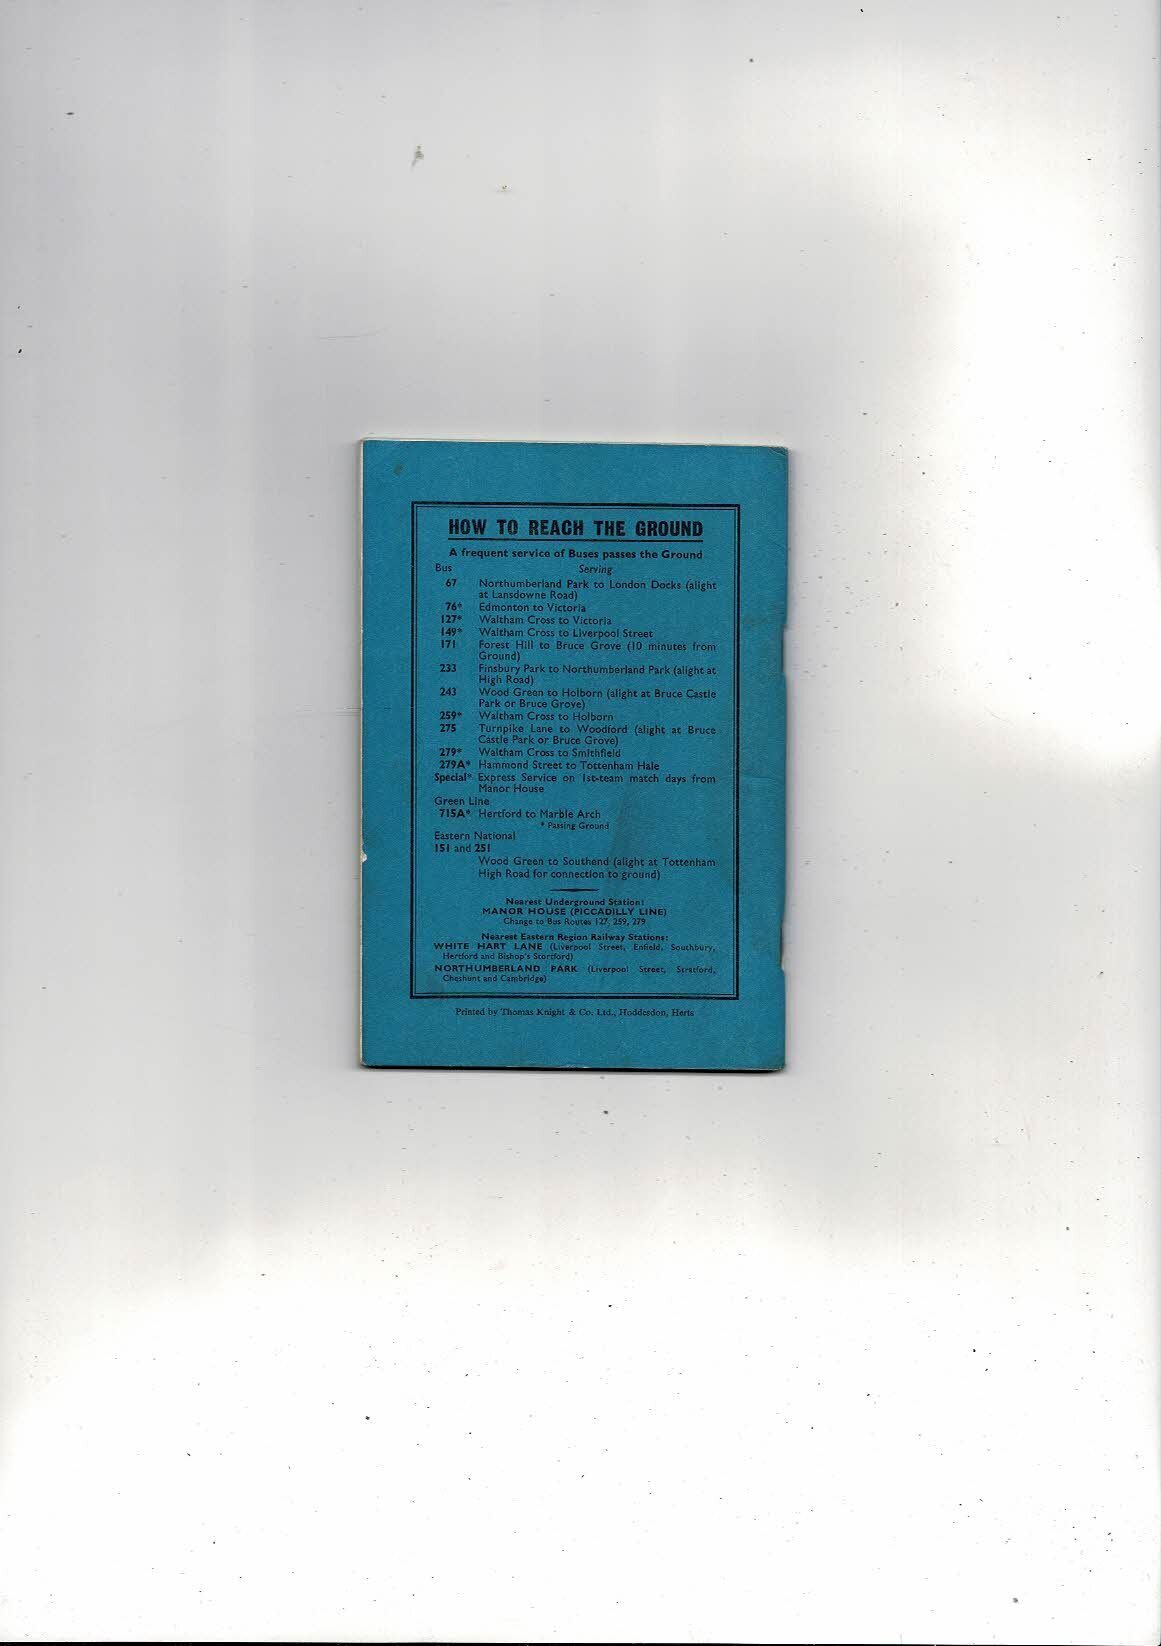 HOW TO REACH THE GROUND
A frequent service of Buses passes the Ground
Bus Serving
67 Northumberland Park to London Docks (alight
at Lansdowne Road)
76* Edmonton to Victoria
127* Waltham Cross to Victoria
149* Waltham Cross to Liverpool Street
171 Forest Hill to Bruce Grove (10 minutes from
Ground)
233 Finsbury Park to Northumberland Park (alight at
High Road)
243 Wood Green to Holborn (alight at Bruce Castle
Park or Bruce Grove)
259* Waltham Cross to Holborn
275 Turnpike Lane to Woodford (alight at Bruce
Castle Park or Bruce Grove)
279* Waltham Cross to Smithfield
279A* Hammond Street to Tottenham Hale
Special* Express Service on 1st-team match days from
Manor House
Green Line
715A* Hertford to Marble Arch
* Passing Ground
Eastern National
151 and 251
Wood Green to Southend (alight at Tottenham
High Road for connection to ground)
Nearest Underground Station:
MANOR HOUSE (PICCADILLY LINE)
Change to Bus Routes 127, 259, 279
Nearest Eastern Region Railway Stations:
WHITE HART LANE (Liverpool Street, Enfield, Southbury,
Hertford and Bishop's Stortford)
NORTHUMBERLAND PARK (Liverpool Street, Stratford,
Cheshunt and Cambridge)
Printed by Thomas Knight & Co. Ltd., Hoddesdon, Herts